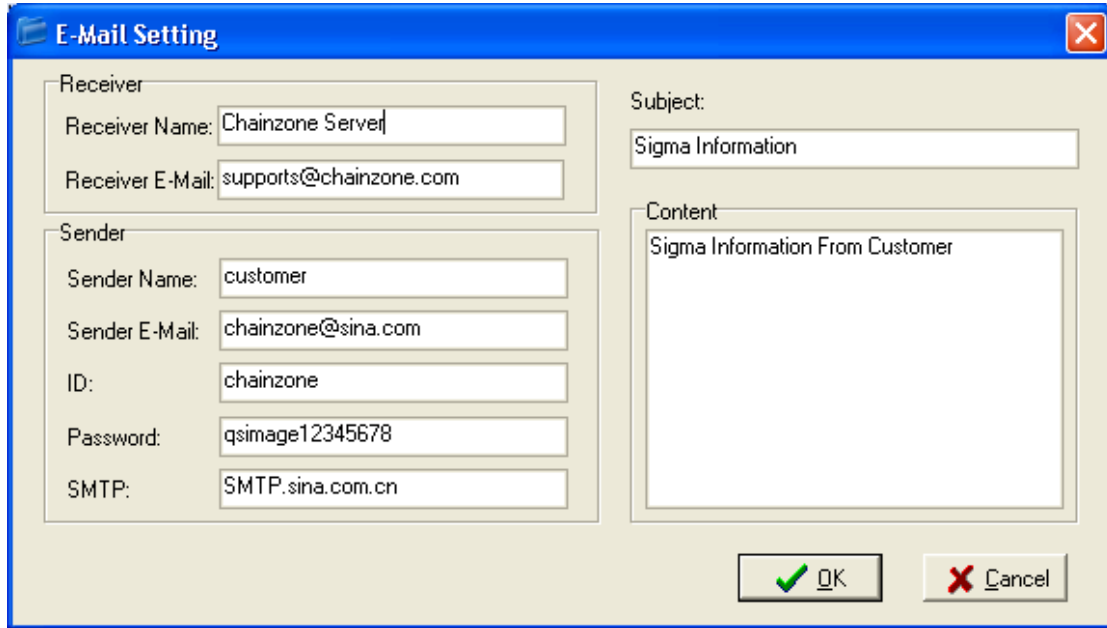 E-Mail Setting
Receiver
Receiver Name: Chainzone Server
Receiver E-Mail: supports@chainzone.com
Sender
Sender Name: customer
Sender E-Mail: chainzone@sina.com
ID: chainzone
Password: qsimage12345678
SMTP: SMTP.sina.com.cn
Subject:
Sigma Information
Content
Sigma Information From Customer
OK
Cancel